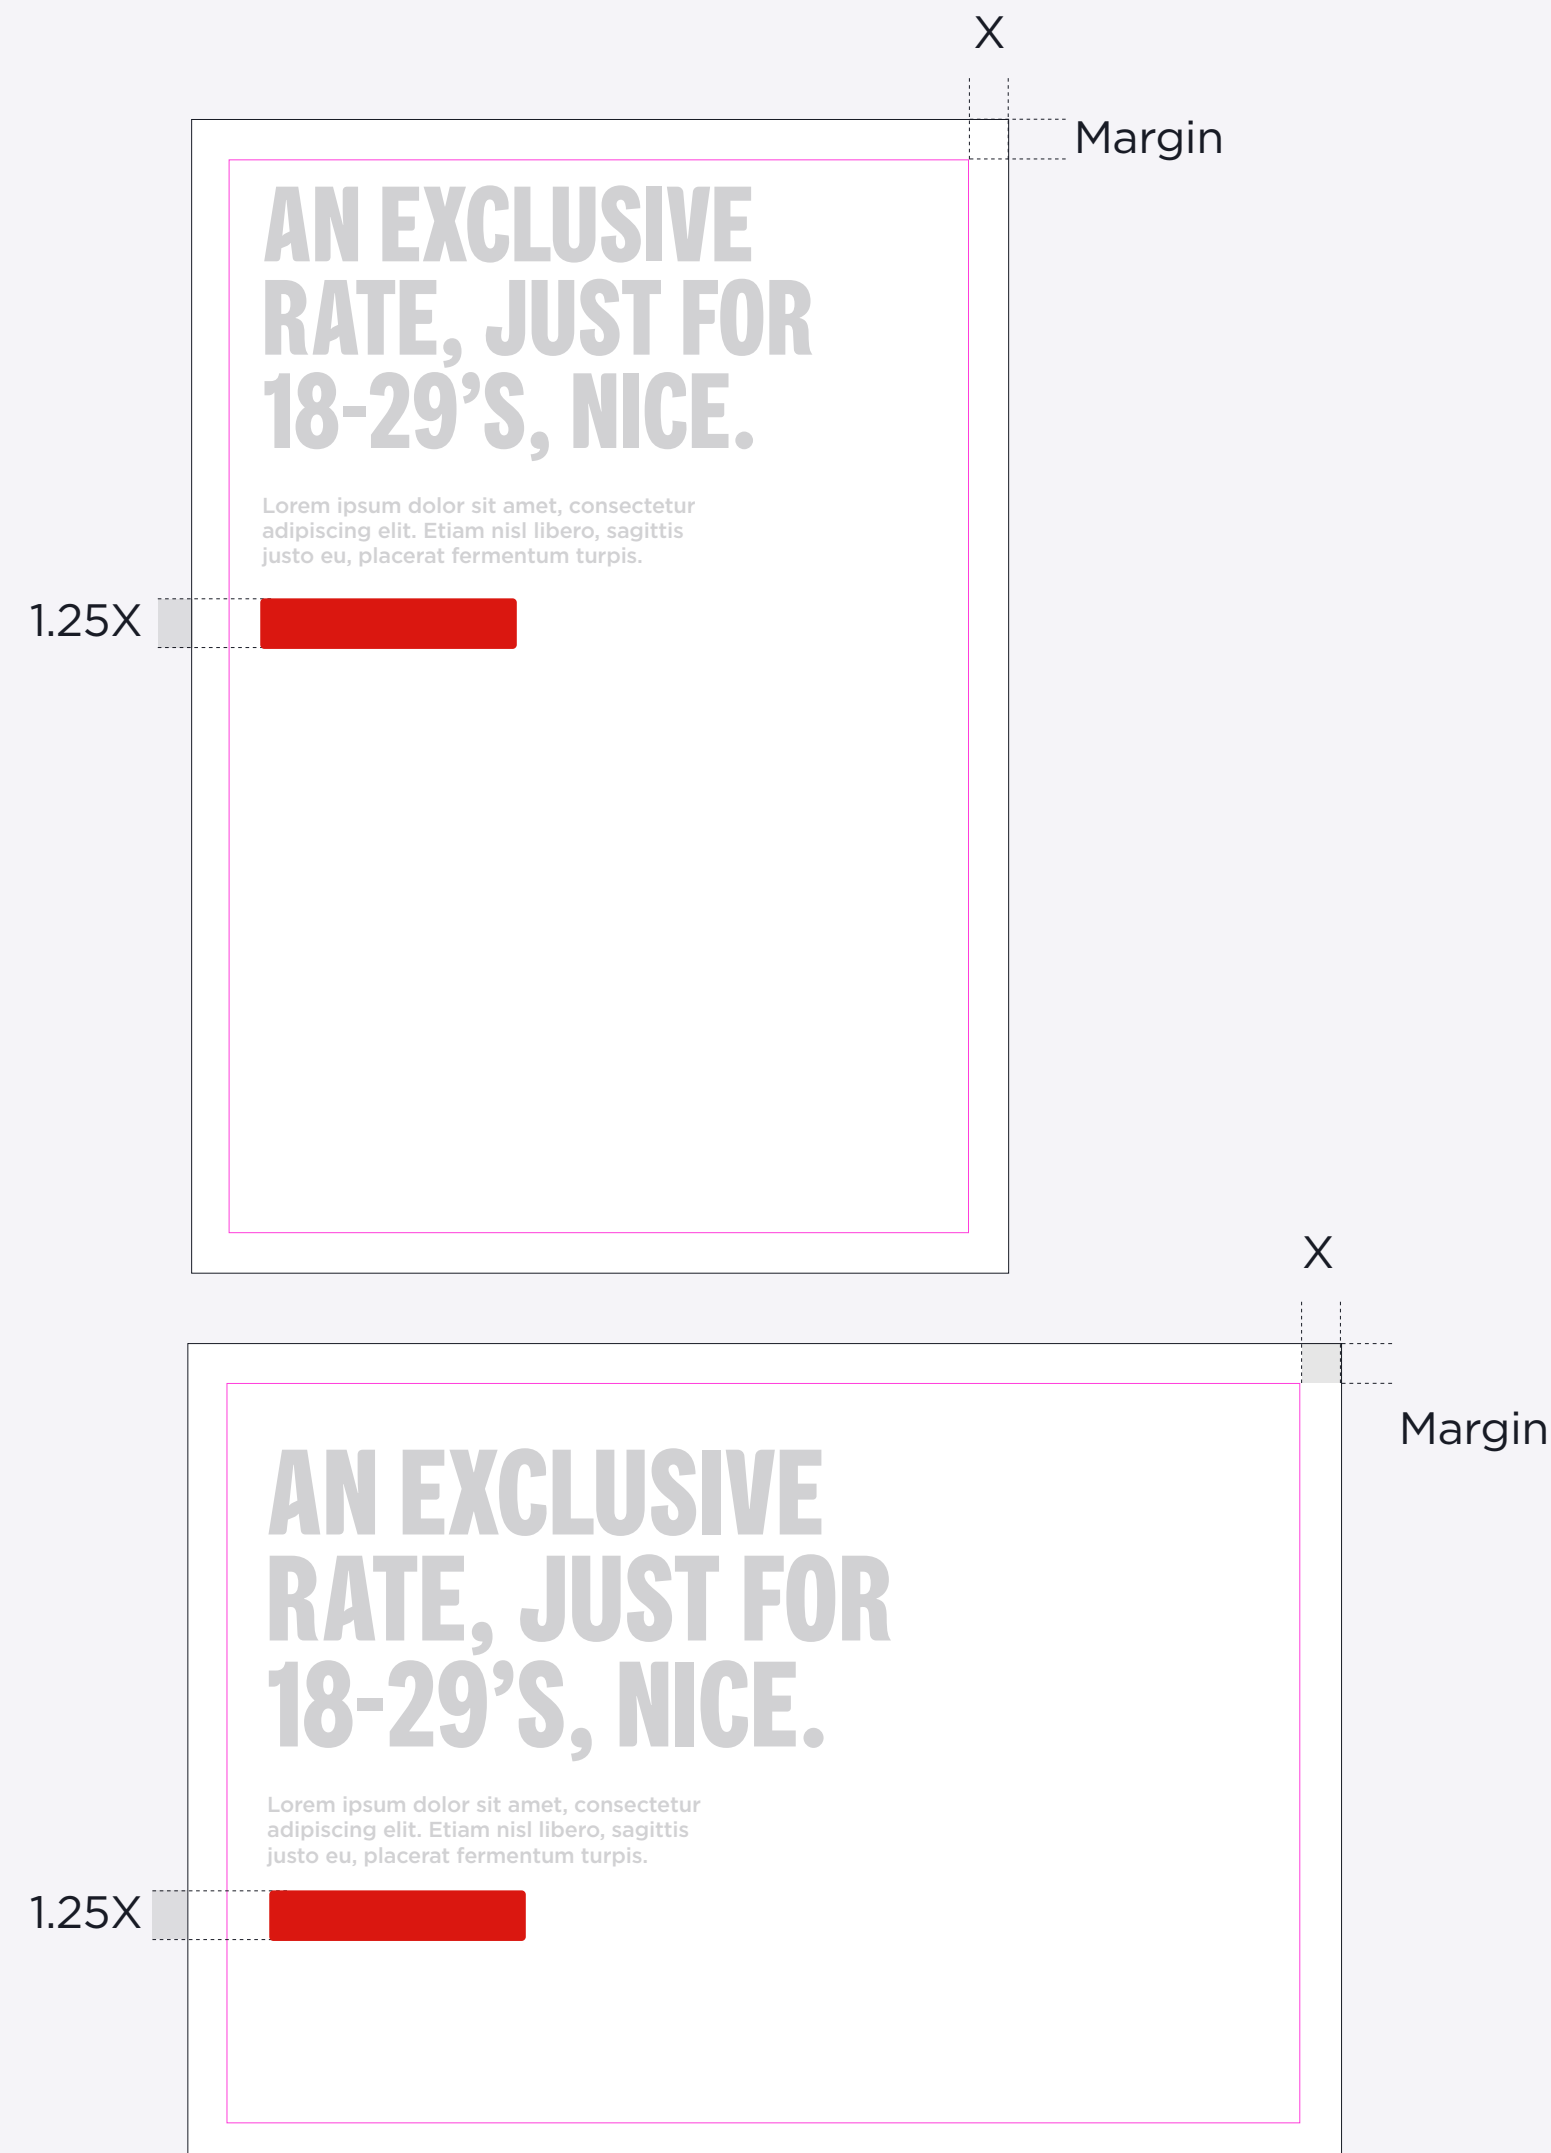 X
Margin
AN EXCLUSIVE
RATE, JUST FOR
18-29’S, NICE.
Lorem ipsum dolor sit amet, consectetur
adipiscing elit. Etiam nisl libero, sagittis
justo eu, placerat fermentum turpis.
1.25X
X
Margin
AN EXCLUSIVE
RATE, JUST FOR
18-29’S, NICE.
Lorem ipsum dolor sit amet, consectetur
adipiscing elit. Etiam nisl libero, sagittis
justo eu, placerat fermentum turpis.
1.25X